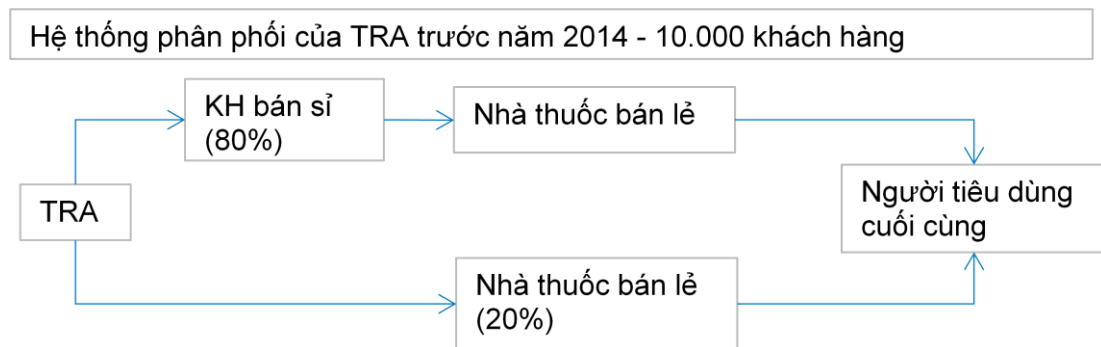 Hệ thống phân phối của TRA trước năm 2014 - 10.000 khách hàng
KH bán sỉ
(80%)
Nhà thuốc bán lẻ
TRA
Người tiêu dùng
cuối cùng
Nhà thuốc bán lẻ
(20%)